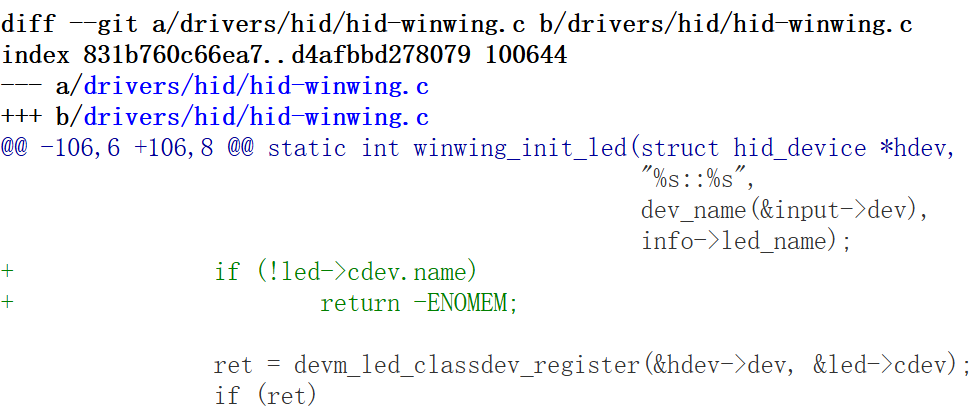 diff --git a/drivers/hid/hid-winwing.c b/drivers/hid/hid-winwing.c
index 831b760c66ea7..d4afbbd278079 100644
--- a/drivers/hid/hid-winwing.c
+++ b/drivers/hid/hid-winwing.c
@@ -106,6 +106,8 @@ static int winwing_init_led(struct hid_device *hdev,
"%s::%s",
dev_name(&input->dev),
info->led_name);
+ if (!led->cdev.name)
+ return -ENOMEM;
ret = devm_led_classdev_register(&hdev->dev, &led->cdev);
if (ret)